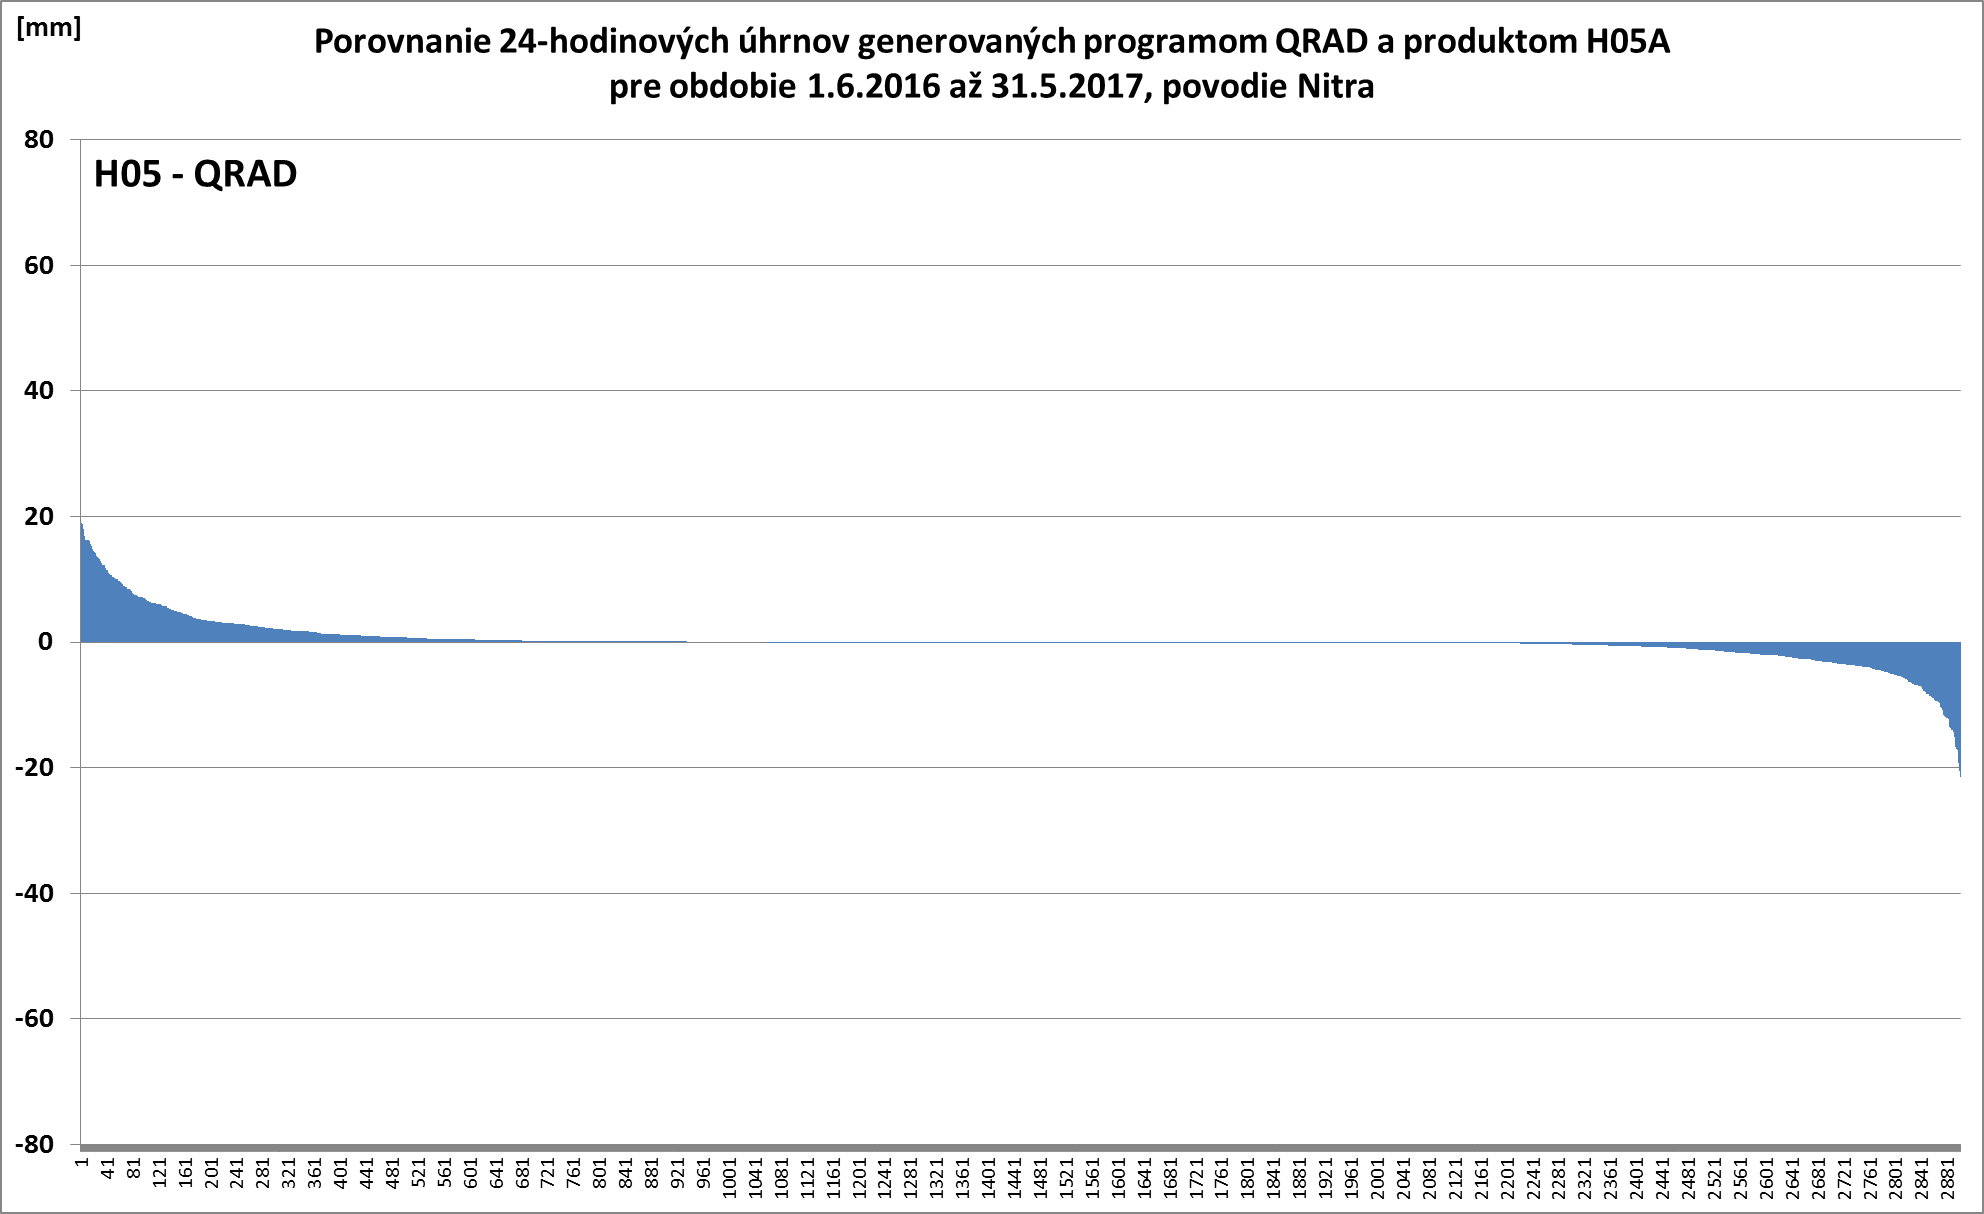 [mm]
Porovnanie 24-hodinových úhrnov generovaných programom QRAD a produktom H05A
pre obdobie 1.6.2016 až 31.5.2017, povodie Nitra
H05 - QRAD
80
60
40
20
0
-20
-40
-60
-80
1 41 81 121 161 201 241 281 321 361 401 441 481 521 561 601 641 681 721 761 801 841 881 921 961 1001 1041 1081 1121 1161 1201 1241 1281 1321 1361 1401 1441 1481 1521 1561 1601 1641 1681 1721 1761 1801 1841 1881 1921 1961 2001 2041 2081 2121 2161 2201 2241 2281 2321 2361 2401 2441 2481 2521 2561 2601 2641 2681 2721 2761 2801 2841 2881